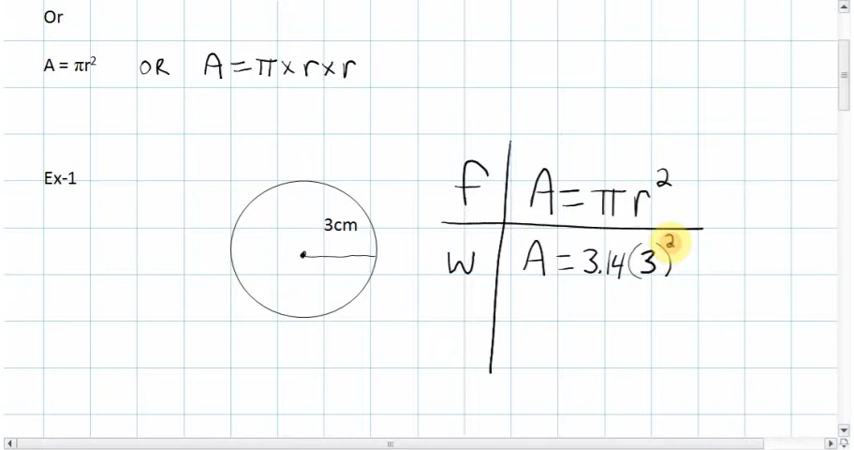 Or
A = πr² OR A = π × r × r
Ex-1
3cm
f A = πr²
w A = 3.14(3)²